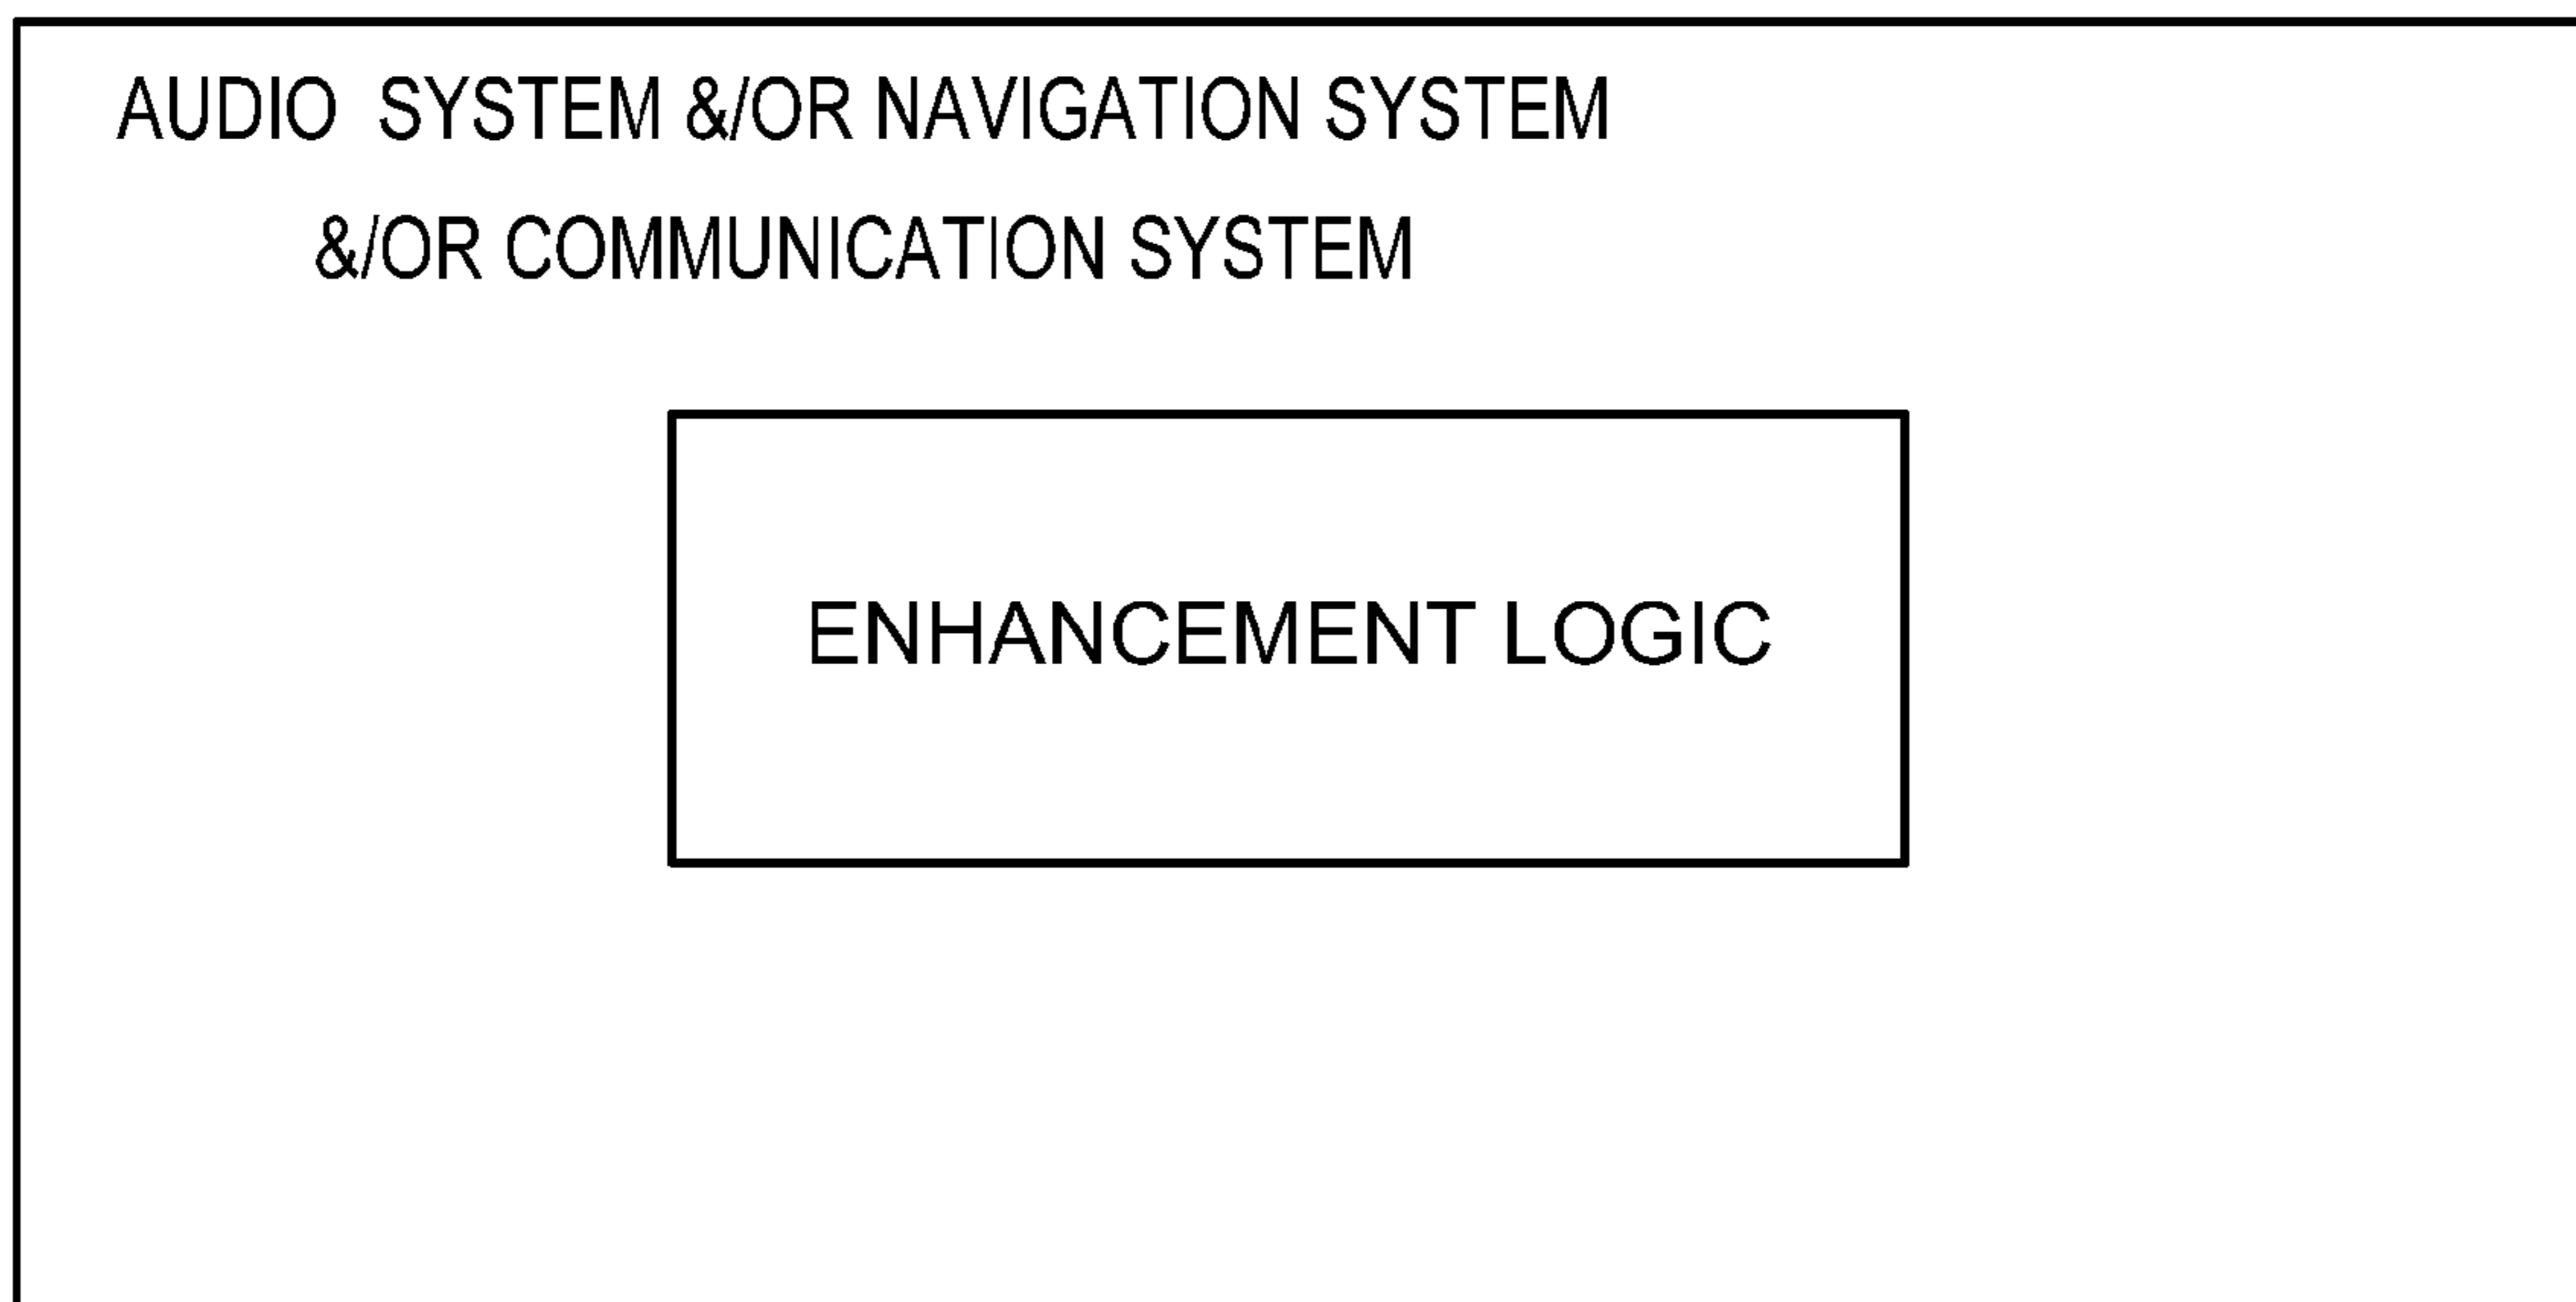 AUDIO SYSTEM &/OR NAVIGATION SYSTEM
&/OR COMMUNICATION SYSTEM
ENHANCEMENT LOGIC